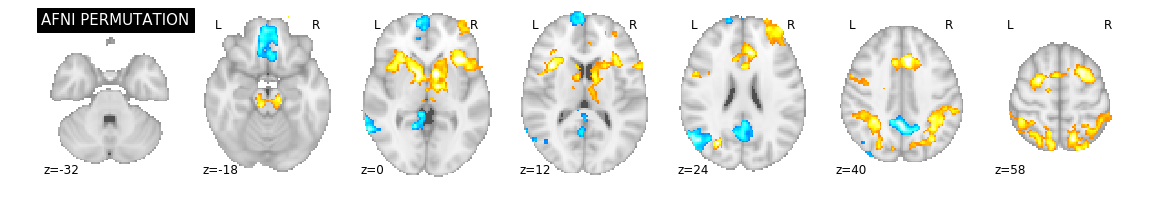 AFNI PERMUTATION
L R L R L R L R L R L R
z=-32 z=-18 z=0 z=12 z=24 z=40 z=58